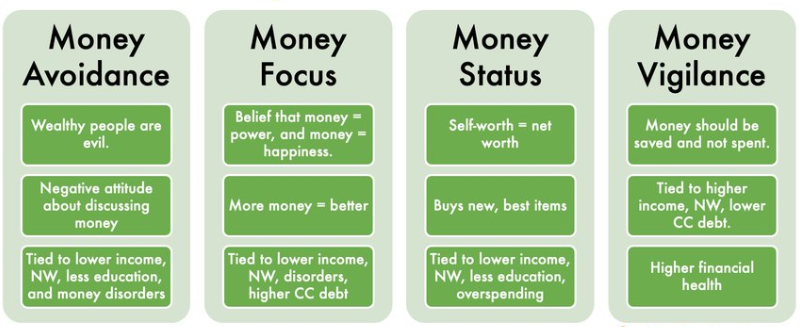 Money
Avoidance
Wealthy people are
evil.
Negative attitude
about discussing
money
Tied to lower income,
NW, less education,
and money disorders
Money
Focus
Belief that money =
power, and money =
happiness.
More money = better
Tied to lower income,
NW, disorders,
higher CC debt
Money
Status
Self-worth = net
worth
Buys new, best items
Tied to lower income,
NW, less education,
overspending
Money
Vigilance
Money should be
saved and not spent.
Tied to higher
income, NW, lower
CC debt.
Higher financial
health